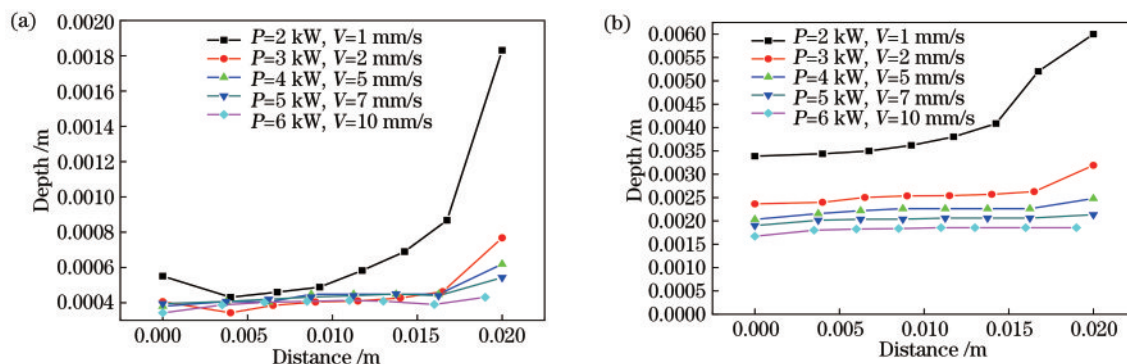 (a)
0.0020
0.0018
0.0016
0.0014
0.0012
0.0010
0.0008
0.0006
0.0004
Depth /m
P=2 kW, V=1 mm/s
P=3 kW, V=2 mm/s
P=4 kW, V=5 mm/s
P=5 kW, V=7 mm/s
P=6 kW, V=10 mm/s
0.000 0.005 0.010 0.015 0.020
Distance /m
(b)
0.0060
0.0055
0.0050
0.0045
0.0040
0.0035
0.0030
0.0025
0.0020
0.0015
0.0010
0.0005
0.0000
Depth /m
P=2 kW, V=1 mm/s
P=3 kW, V=2 mm/s
P=4 kW, V=5 mm/s
P=5 kW, V=7 mm/s
P=6 kW, V=10 mm/s
0.000 0.005 0.010 0.015 0.020
Distance /m